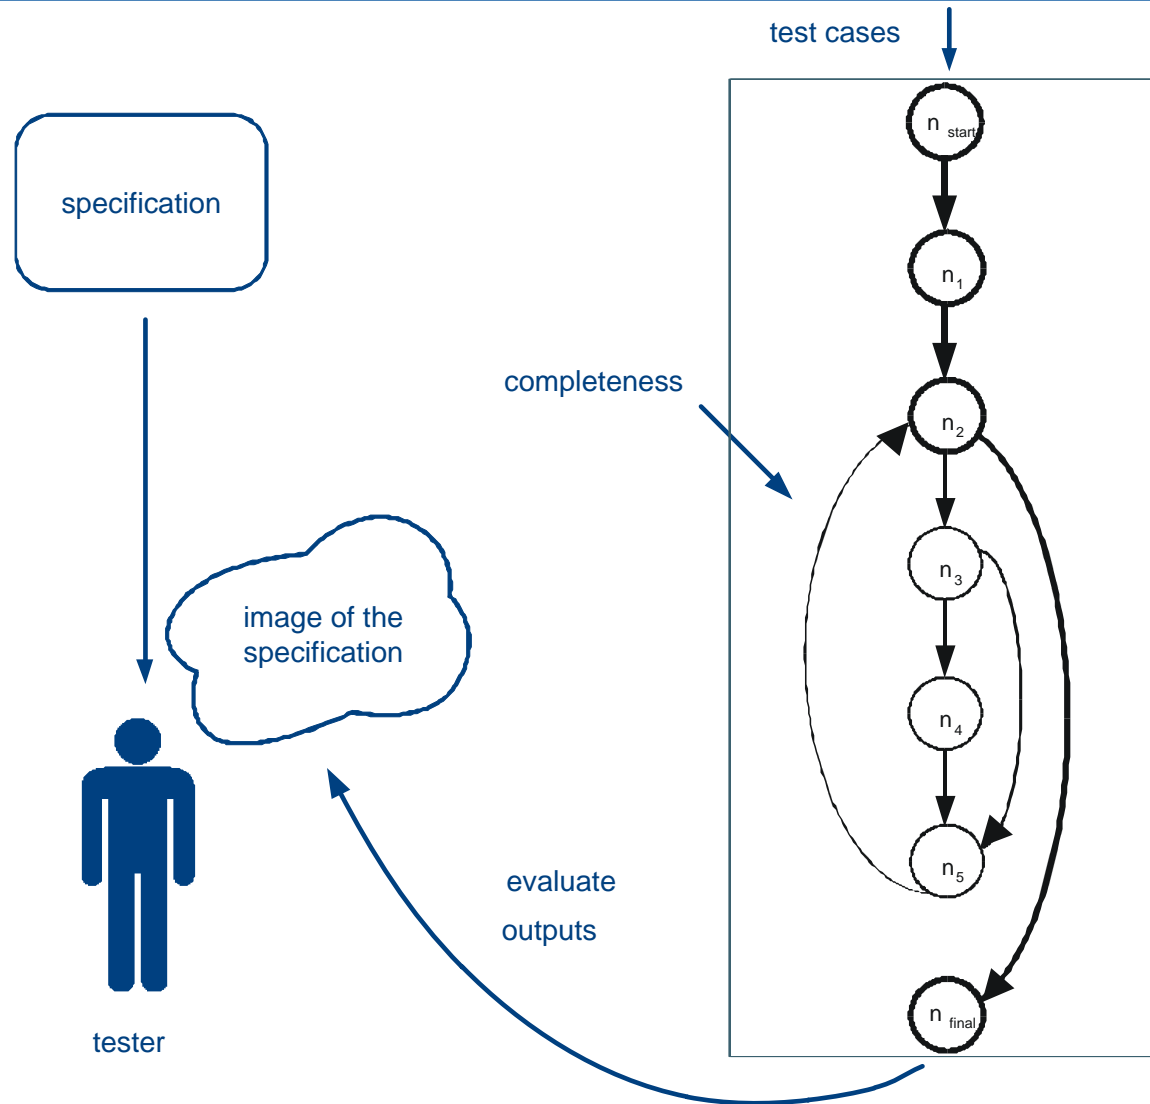 test cases
n start
specification
n 1
completeness
n 2
n 3
image of the
specification
n 4
evaluate
n 5
outputs
n final
tester